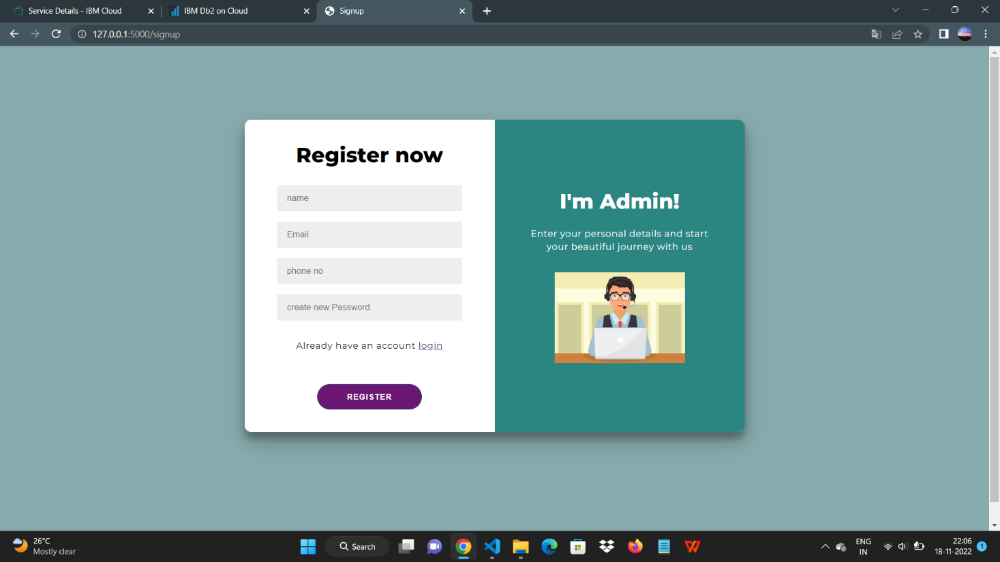 Service Details - IBM Cloud
IBM Db2 on Cloud
Signup
127.0.0.1:5000/signup
Register now
name
Email
phone no
create new Password
Already have an account login
REGISTER
I'm Admin!
Enter your personal details and start
your beautiful journey with us
26°C
Mostly clear
Search
ENG
IN
22:06
18-11-2022
1